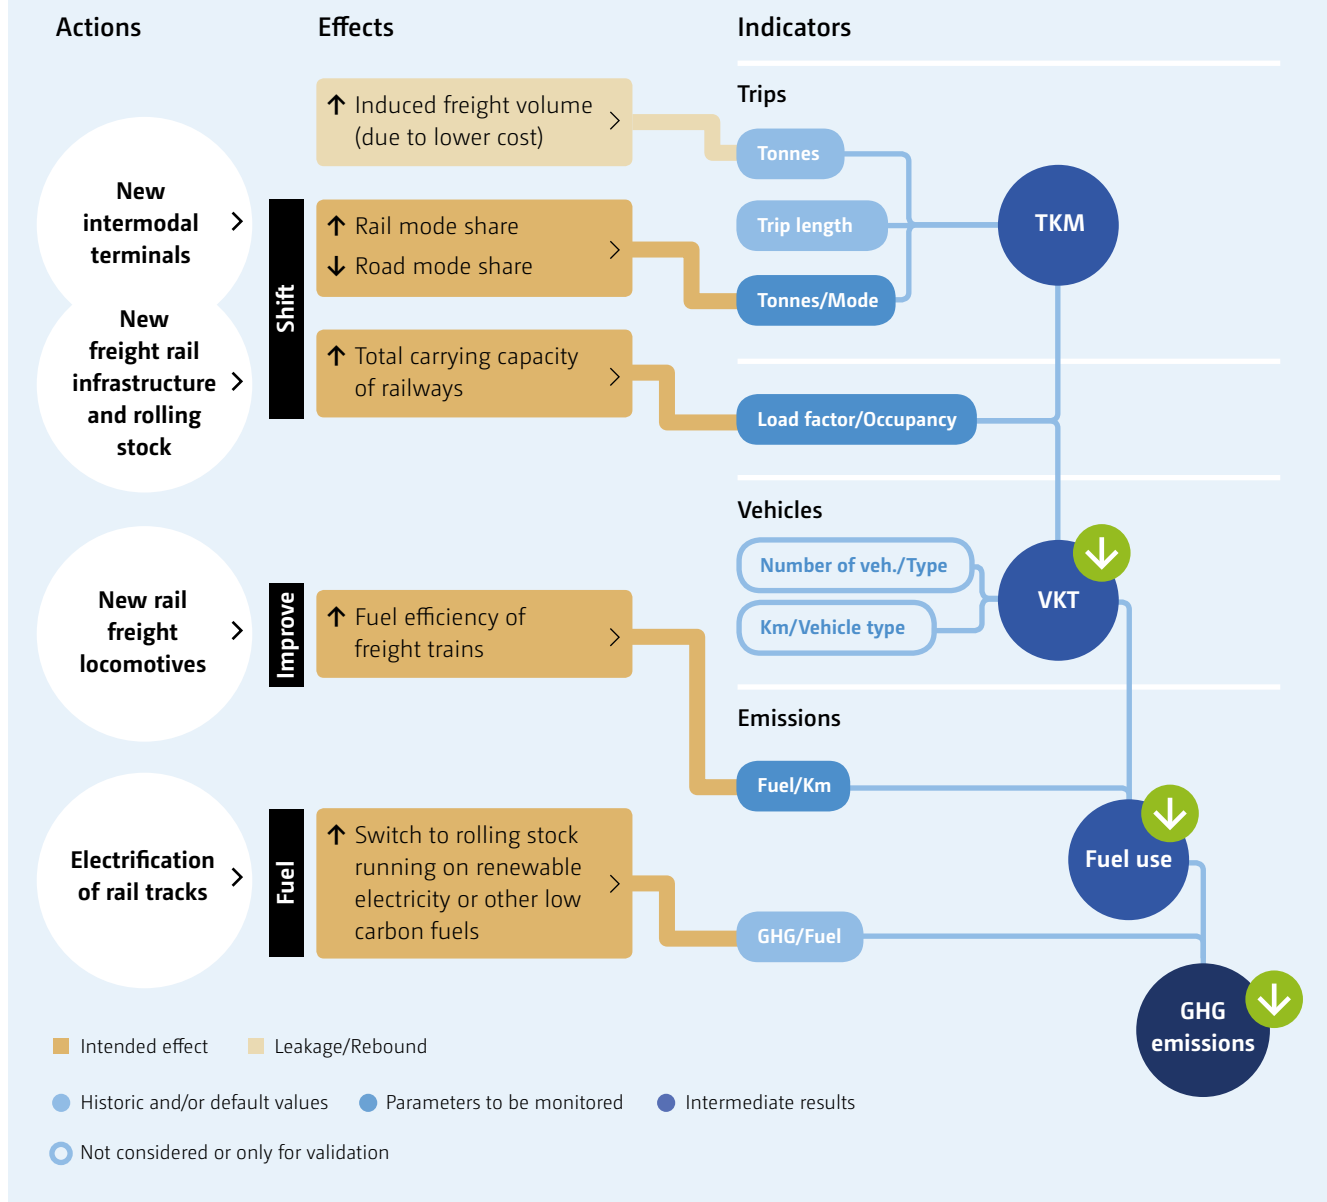 Actions
Effects
Indicators
New
intermodal
terminals
New
freight rail
infrastructure
and rolling
stock
New rail
freight
locomotives
Electrification
of rail tracks
Shift
Improve
Fuel
↑ Induced freight volume
(due to lower cost)
↑ Rail mode share
↓ Road mode share
↑ Total carrying capacity
of railways
↑ Fuel efficiency of
freight trains
↑ Switch to rolling stock
running on renewable
electricity or other low
carbon fuels
Trips
Tonnes
Trip length
Tonnes/Mode
TKM
Load factor/Occupancy
Vehicles
Number of veh./Type
Km/Vehicle type
VKT
Emissions
Fuel/Km
Fuel use
GHG/Fuel
GHG
emissions
Intended effect
Leakage/Rebound
Historic and/or default values
Parameters to be monitored
Intermediate results
Not considered or only for validation